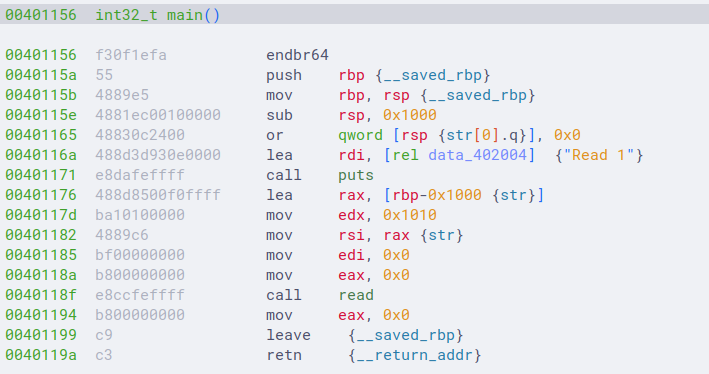 00401156 int32_t main()
00401156 f30f1efa endbr64
0040115a 55 push rbp {__saved_rbp}
0040115b 4889e5 mov rbp, rsp {__saved_rbp}
0040115e 4881ec00100000 sub rsp, 0x1000
00401165 48830c2400 or qword [rsp {str[0].q}], 0x0
0040116a 488d3d930e0000 lea rdi, [rel data_402004] {"Read 1"}
00401171 e8dafeffff call puts
00401176 488d8500f0ffff lea rax, [rbp-0x1000 {str}]
0040117d ba10100000 mov edx, 0x1010
00401182 4889c6 mov rsi, rax {str}
00401185 bf00000000 mov edi, 0x0
0040118a b800000000 mov eax, 0x0
0040118f e8ccfeffff call read
00401194 b800000000 mov eax, 0x0
00401199 c9 leave {__saved_rbp}
0040119a c3 retn {__return_addr}